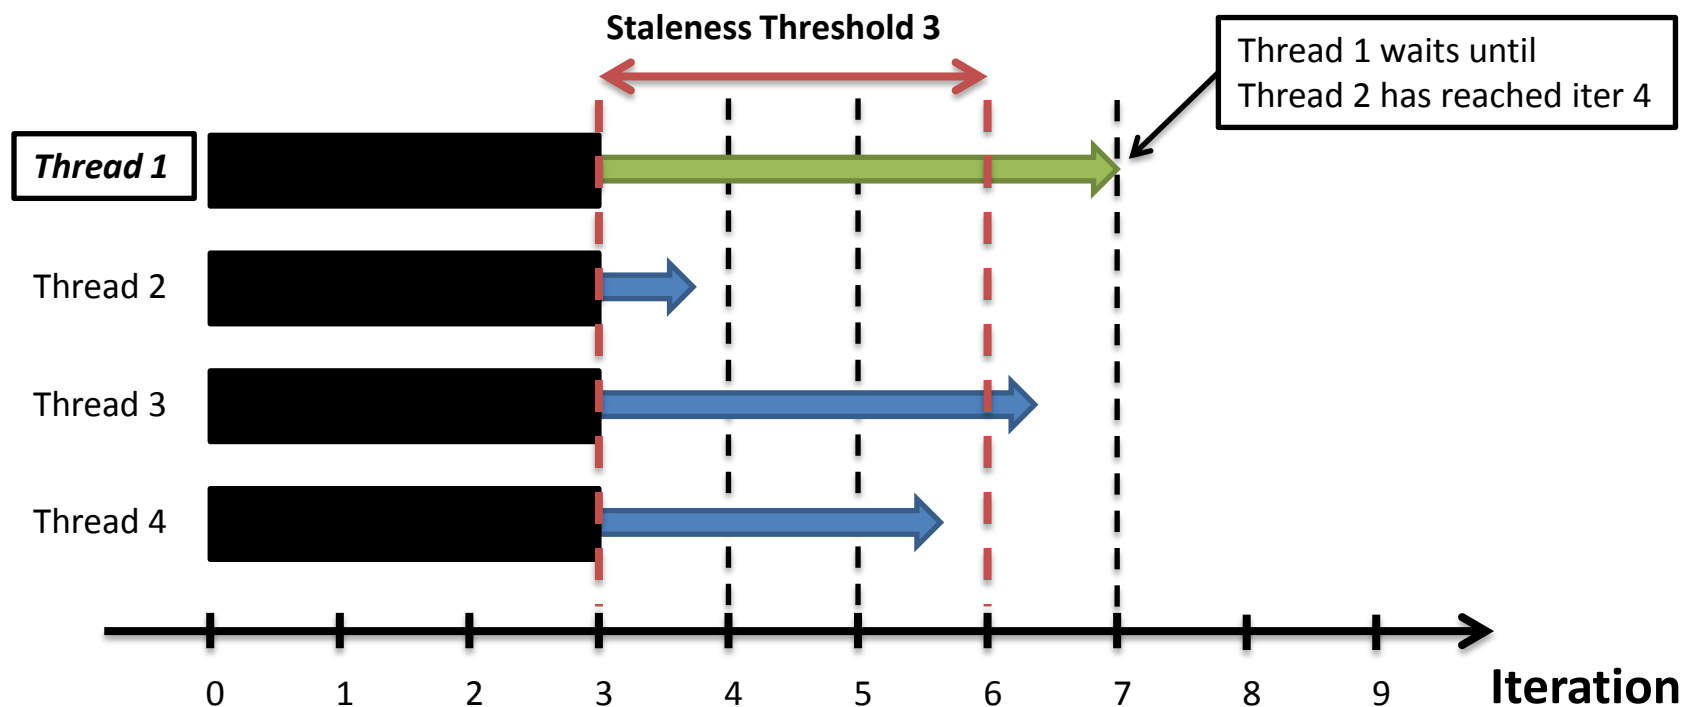 Staleness Threshold 3
Thread 1 waits until
Thread 2 has reached iter 4
Thread 1
Thread 2
Thread 3
Thread 4
0 1 2 3 4 5 6 7 8 9
Iteration